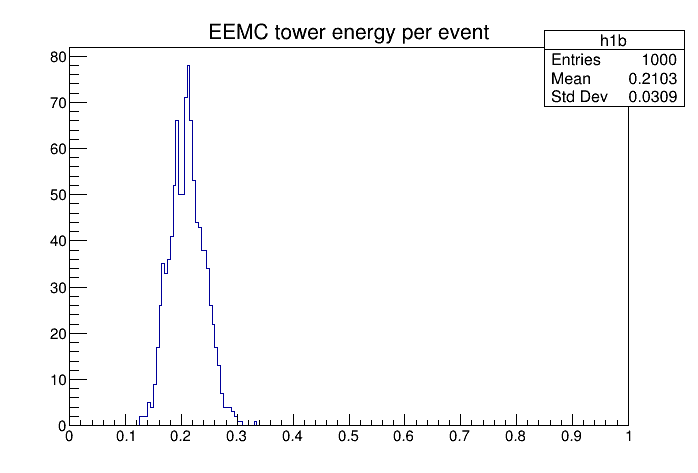 EEMC tower energy per event
h1b
Entries 1000
Mean 0.2103
Std Dev 0.0309
80
70
60
50
40
30
20
10
0
0 0.1 0.2 0.3 0.4 0.5 0.6 0.7 0.8 0.9 1